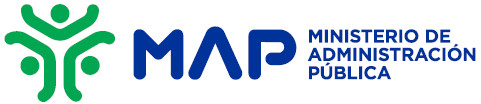 MAP
MINISTERIO DE
ADMINISTRACIÓN
PÚBLICA